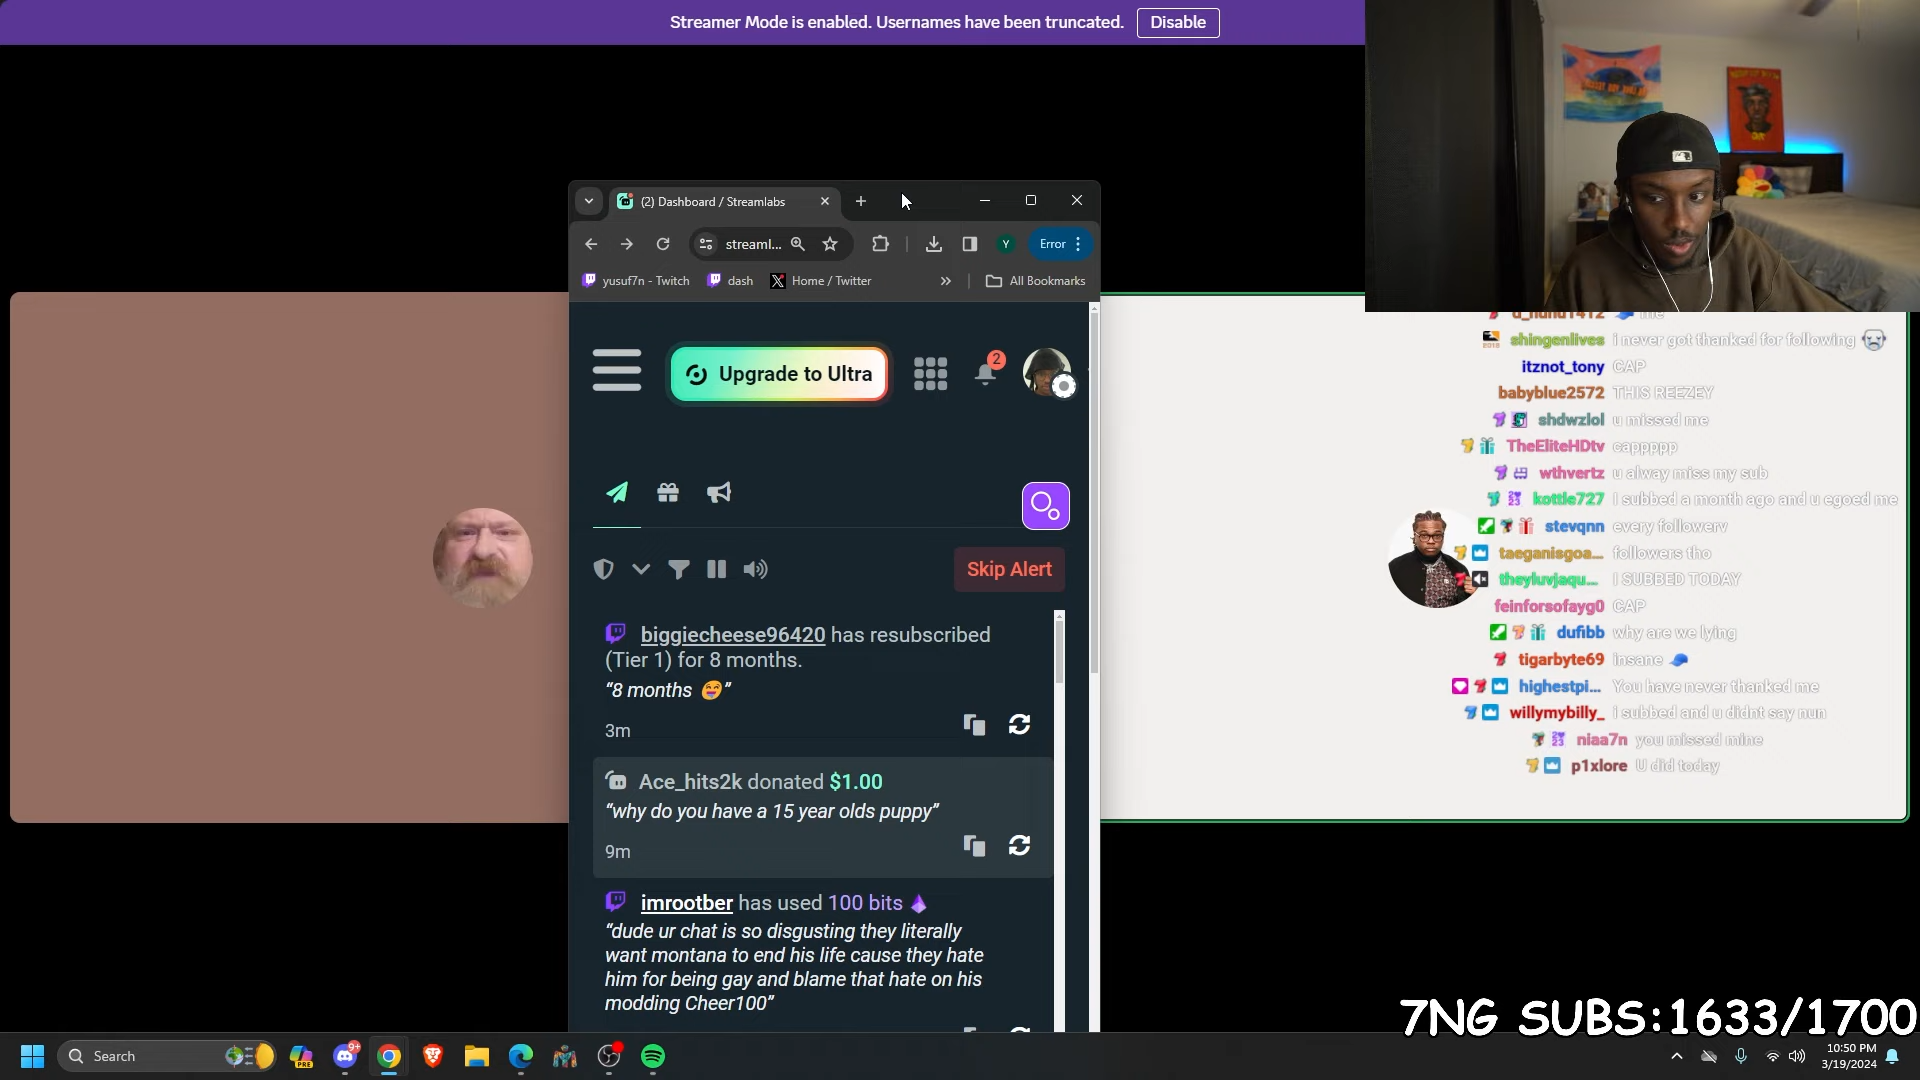 Streamer Mode is enabled. Usernames have been truncated. Disable
(2) Dashboard / Streamlabs
streaml...
Y
Error
yusuf7n - Twitch
dash
Home / Twitter
»
All Bookmarks
Upgrade to Ultra
2
Skip Alert
biggiecheese96420 has resubscribed
(Tier 1) for 8 months.
“8 months 😄”
3m
Ace_hits2k donated $1.00
“why do you have a 15 year olds puppy”
9m
imrootber has used 100 bits
“dude ur chat is so disgusting they literally
want montana to end his life cause they hate
him for being gay and blame that hate on his
modding Cheer100”
me
shingenlives i never got thanked for following
itznot_tony CAP
babyblue2572 THIS REEZEY
shdwzlol u missed me
TheEliteHDtv cappppp
wthvertz u alway miss my sub
kottle727 I subbed a month ago and u egoed me
stevqnn every followerv
taeganisgoa... followers tho
theyluvjaqu... I SUBBED TODAY
feinforsofayg0 CAP
dufibb why are we lying
tigarbyte69 insane 🧢
highestpi... You have never thanked me
willymybilly_ i subbed and u didnt say nun
niaa7n you missed mine
p1xlore U did today
7NG SUBS:1633/1700
Search
PRE
9+
10:50 PM
3/19/2024